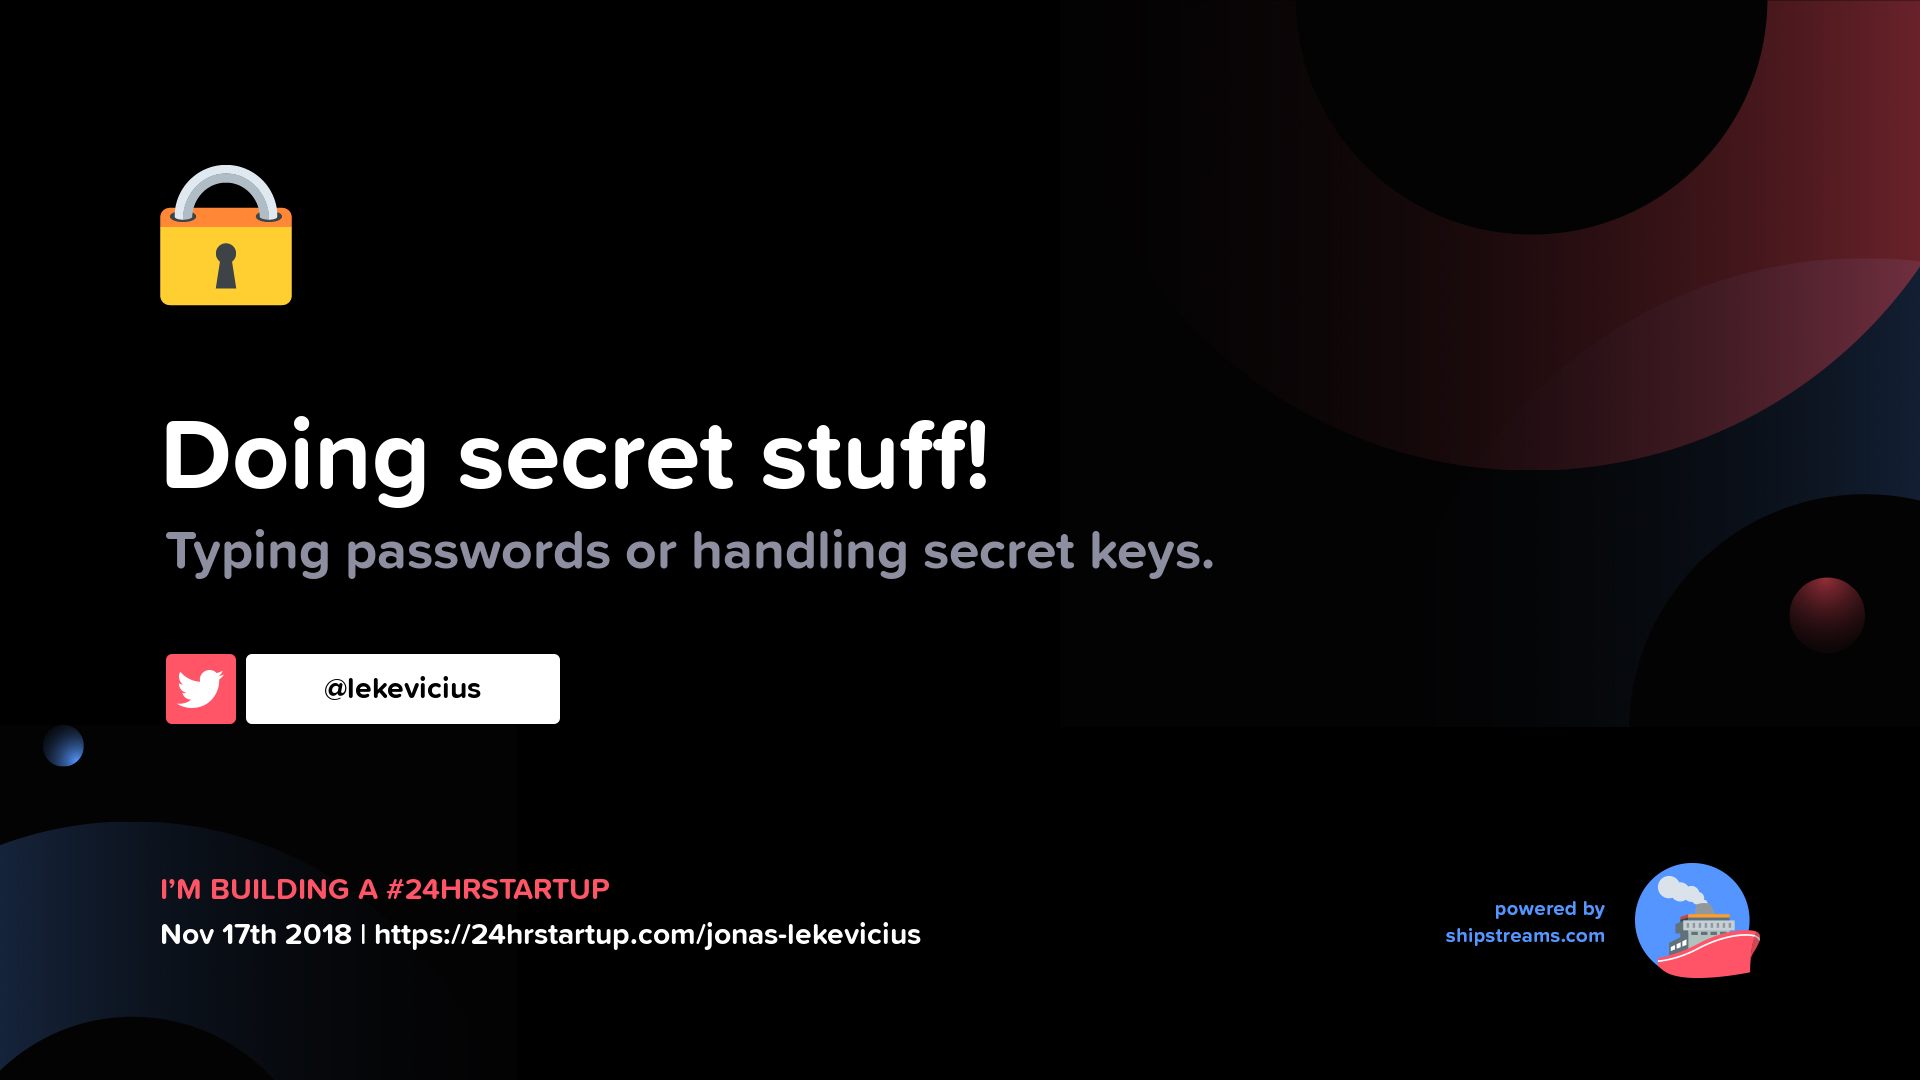 Doing secret stuff!
Typing passwords or handling secret keys.
@lekevicius
I’M BUILDING A #24HRSTARTUP
Nov 17th 2018 | https://24hrstartup.com/jonas-lekevicius
powered by
shipstreams.com